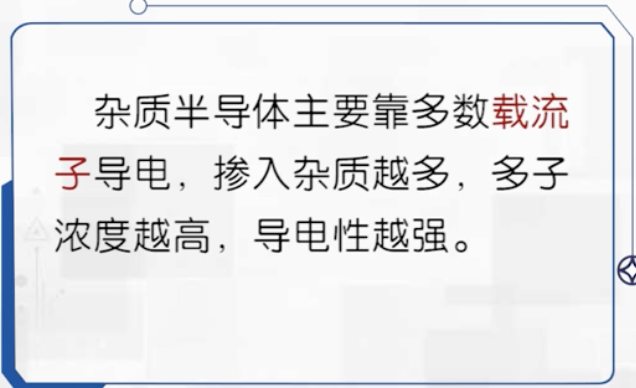 杂质半导体主要靠多数载流
子导电，掺入杂质越多，多子
浓度越高，导电性越强。